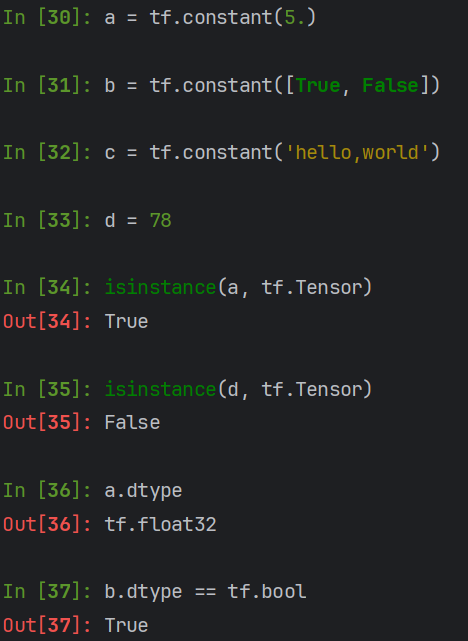 In [30]: a = tf.constant(5.)
In [31]: b = tf.constant([True, False])
In [32]: c = tf.constant('hello,world')
In [33]: d = 78
In [34]: isinstance(a, tf.Tensor)
Out[34]: True
In [35]: isinstance(d, tf.Tensor)
Out[35]: False
In [36]: a.dtype
Out[36]: tf.float32
In [37]: b.dtype == tf.bool
Out[37]: True